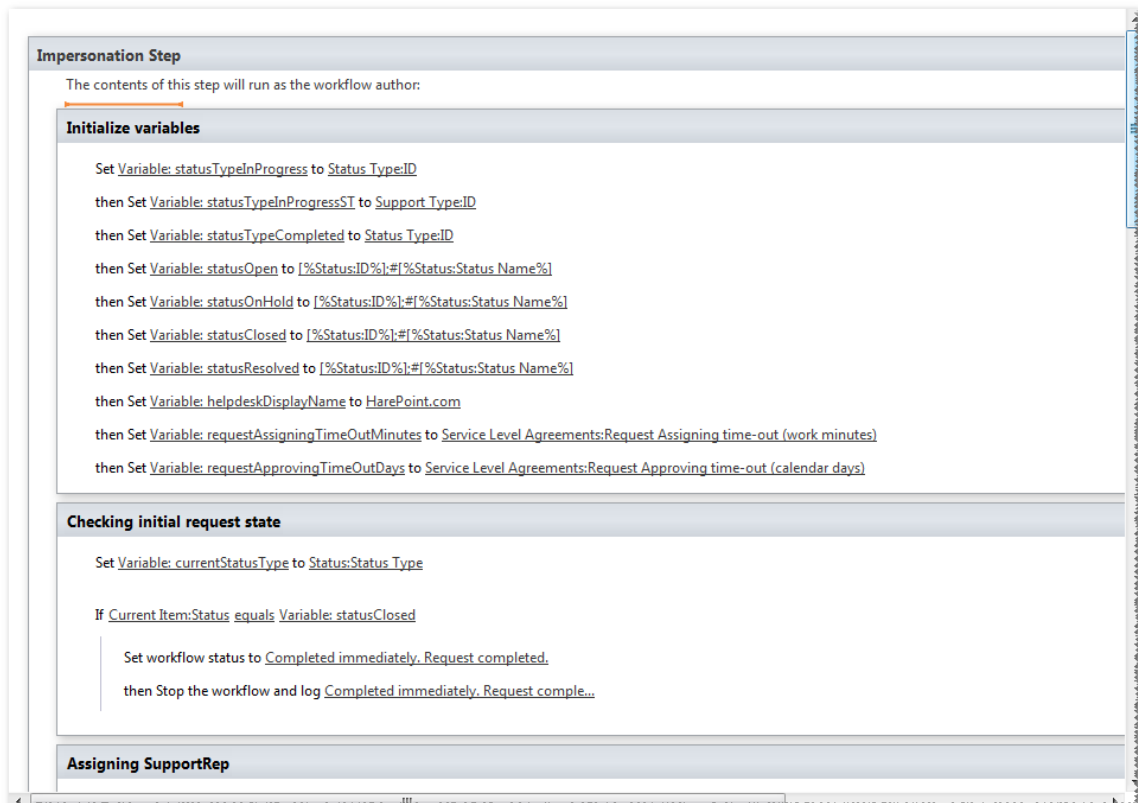 Impersonation Step
The contents of this step will run as the workflow author:
Initialize variables
Set Variable: statusTypeInProgress to Status Type:ID
then Set Variable: statusTypeInProgressST to Support Type:ID
then Set Variable: statusTypeCompleted to Status Type:ID
then Set Variable: statusOpen to [%Status:ID%];#[%Status:Status Name%]
then Set Variable: statusOnHold to [%Status:ID%];#[%Status:Status Name%]
then Set Variable: statusClosed to [%Status:ID%];#[%Status:Status Name%]
then Set Variable: statusResolved to [%Status:ID%];#[%Status:Status Name%]
then Set Variable: helpdeskDisplayName to HarePoint.com
then Set Variable: requestAssigningTimeOutMinutes to Service Level Agreements:Request Assigning time-out (work minutes)
then Set Variable: requestApprovingTimeOutDays to Service Level Agreements:Request Approving time-out (calendar days)
Checking initial request state
Set Variable: currentStatusType to Status:Status Type
If Current Item:Status equals Variable: statusClosed
Set workflow status to Completed immediately. Request completed.
then Stop the workflow and log Completed immediately. Request comple...
Assigning SupportRep